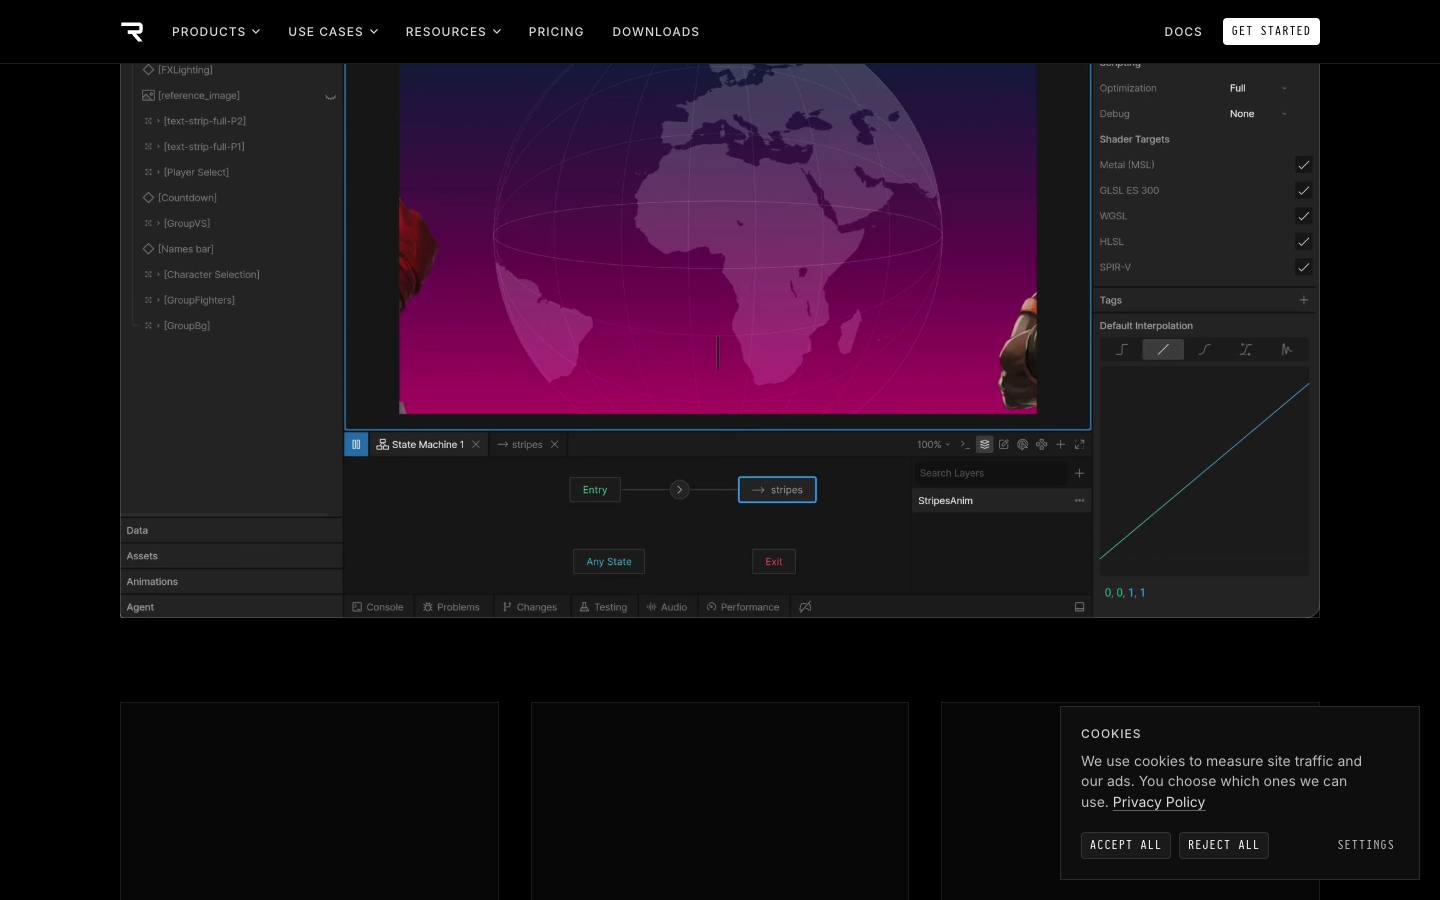 PRODUCTS USE CASES RESOURCES PRICING DOWNLOADS DOCS GET STARTED
[FXLighting]
[reference_image]
[text-strip-full-P2]
[text-strip-full-P1]
[Player Select]
[Countdown]
[GroupVS]
[Names bar]
[Character Selection]
[GroupFighters]
[GroupBg]
Data
Assets
Animations
Agent
State Machine 1 stripes 100%
Entry stripes
Any State Exit
Search Layers
StripesAnim
Console Problems Changes Testing Audio Performance
Scripting
Optimization Full
Debug None
Shader Targets
Metal (MSL)
GLSL ES 300
WGSL
HLSL
SPIR-V
Tags
Default Interpolation
0, 0, 1, 1
COOKIES
We use cookies to measure site traffic and
our ads. You choose which ones we can
use. Privacy Policy
ACCEPT ALL REJECT ALL SETTINGS